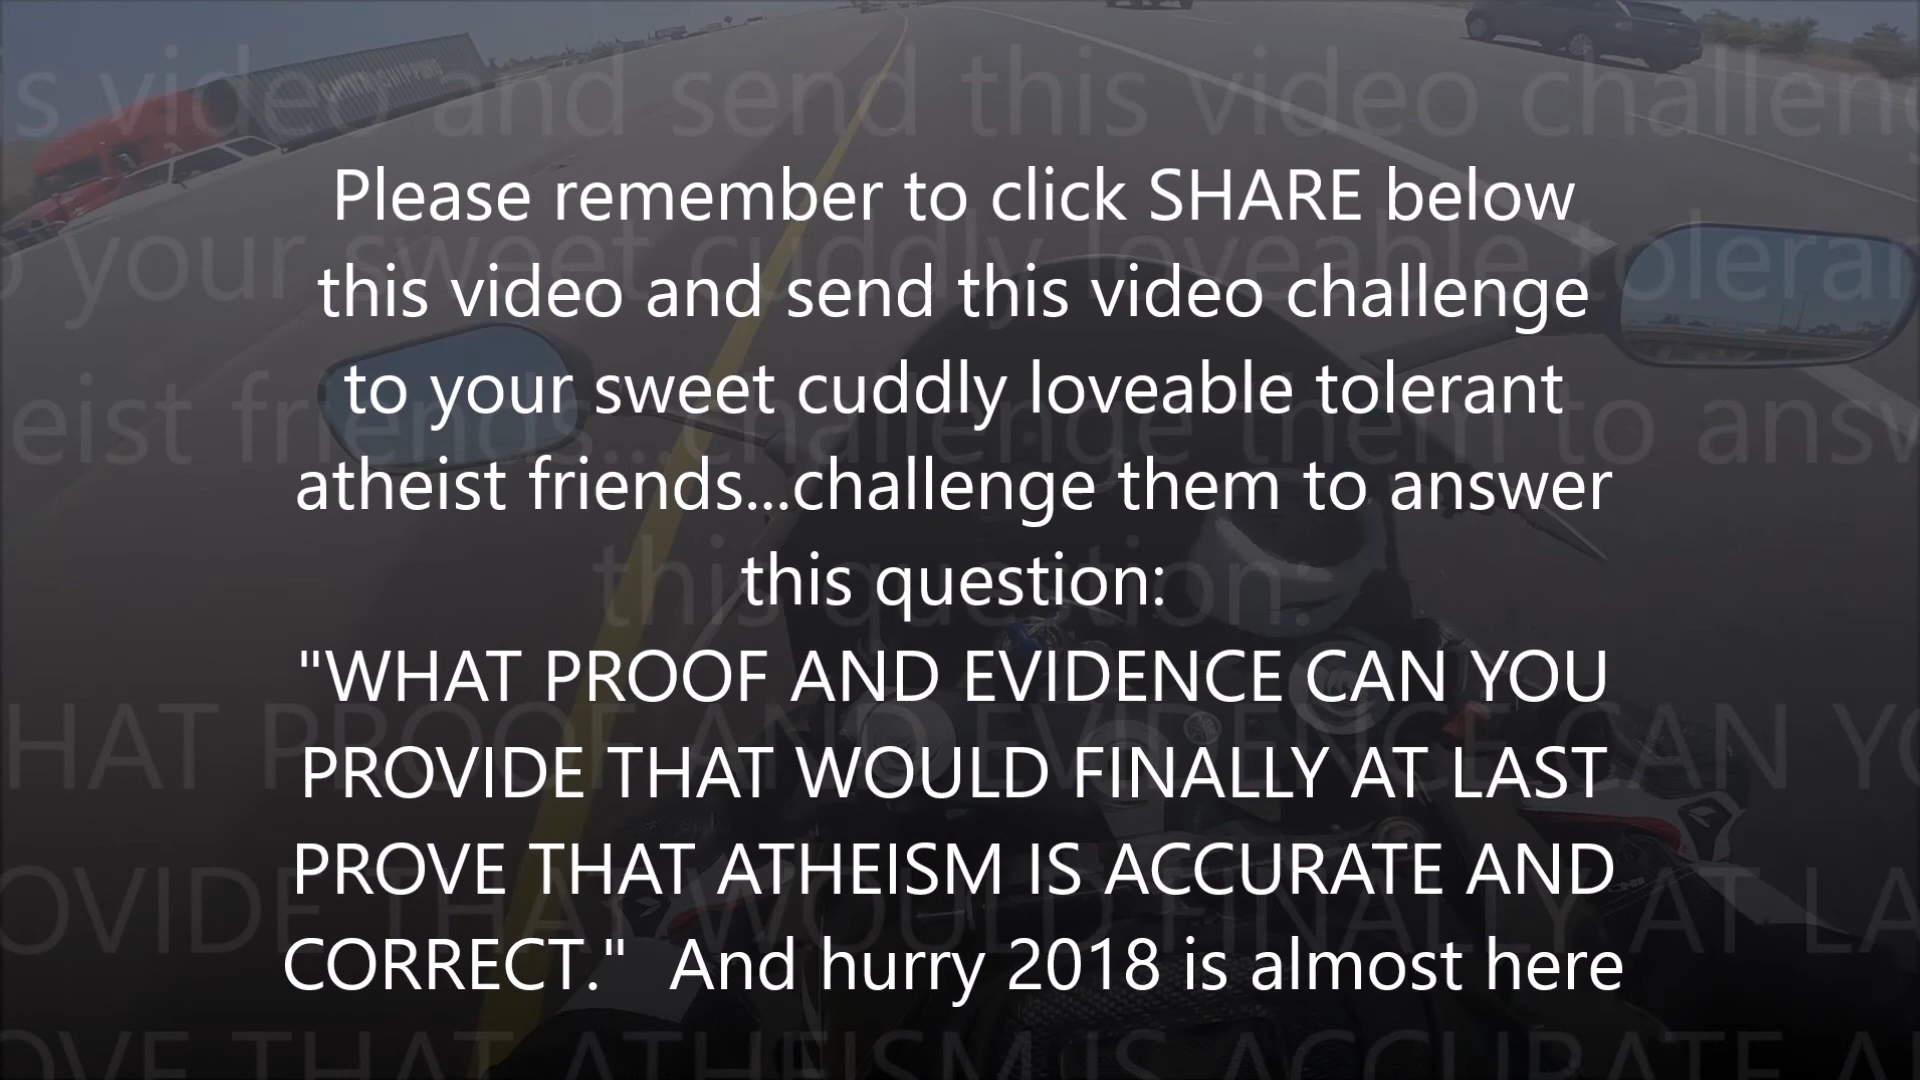 Please remember to click SHARE below
this video and send this video challenge
to your sweet cuddly loveable tolerant
atheist friends...challenge them to answer
this question:
"WHAT PROOF AND EVIDENCE CAN YOU
PROVIDE THAT WOULD FINALLY AT LAST
PROVE THAT ATHEISM IS ACCURATE AND
CORRECT." And hurry 2018 is almost here